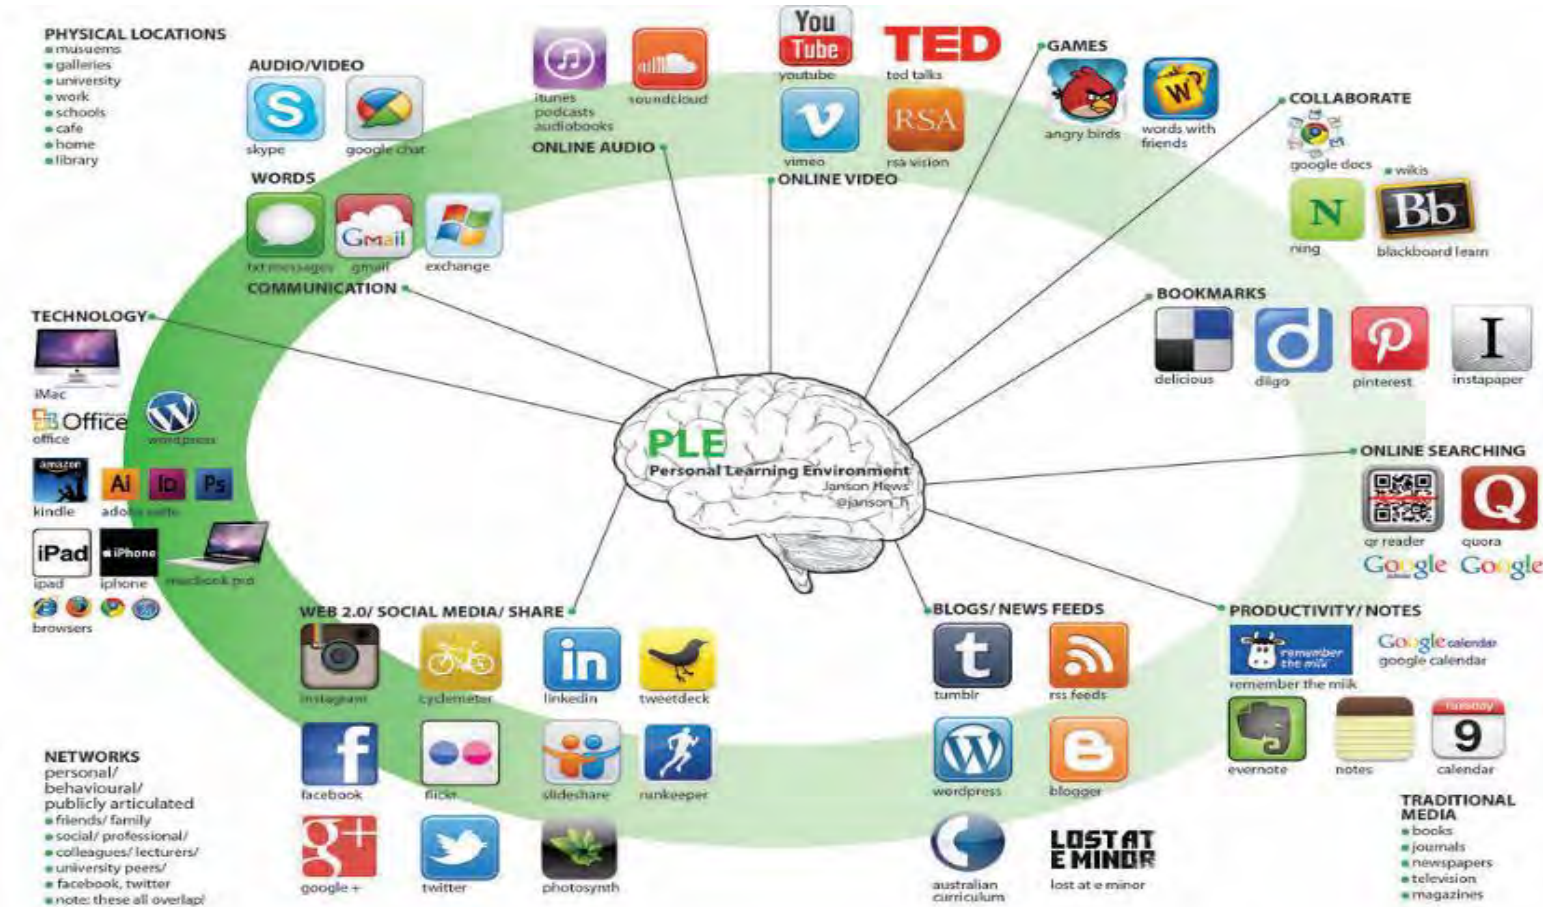 PHYSICAL LOCATIONS
musuems
galleries
university
work
schools
cafe
home
library
AUDIO/VIDEO
skype
google chat
WORDS
Gmail
txt messages
gmail
exchange
COMMUNICATION
itunes
podcasts
audiobooks
soundcloud
ONLINE AUDIO
You
Tube
youtube
TED
ted talks
vimeo
RSA
rsa vision
ONLINE VIDEO
GAMES
angry birds
W
words with
friends
COLLABORATE
google docs
wikis
N
ning
Bb
blackboard learn
BOOKMARKS
delicious
d
diigo
pinterest
I
instapaper
TECHNOLOGY
iMac
Office
office
wordpress
amazon
kindle
Ai
ID
Ps
adobe suite
iPad
ipad
iPhone
iphone
macbook pro
browsers
PLE
Personal Learning Environment
Janson Hews
@janson_h
ONLINE SEARCHING
qr reader
Q
quora
Google
Google
WEB 2.0/ SOCIAL MEDIA/ SHARE
instagram
cyclemeter
in
linkedin
tweetdeck
f
facebook
flickr
slideshare
runkeeper
g+
google +
twitter
photosynth
BLOGS/ NEWS FEEDS
t
tumblr
rss feeds
wordpress
blogger
australian
curriculum
LOST AT
E MINOR
lost at e minor
PRODUCTIVITY/ NOTES
remember
the milk
remember the milk
Google calendar
google calendar
evernote
notes
Tuesday
9
calendar
NETWORKS
personal/
behavioural/
publicly articulated
friends/ family
social/ professional/
colleagues/ lecturers/
university peers/
facebook, twitter
note: these all overlap!
TRADITIONAL
MEDIA
books
journals
newspapers
television
magazines